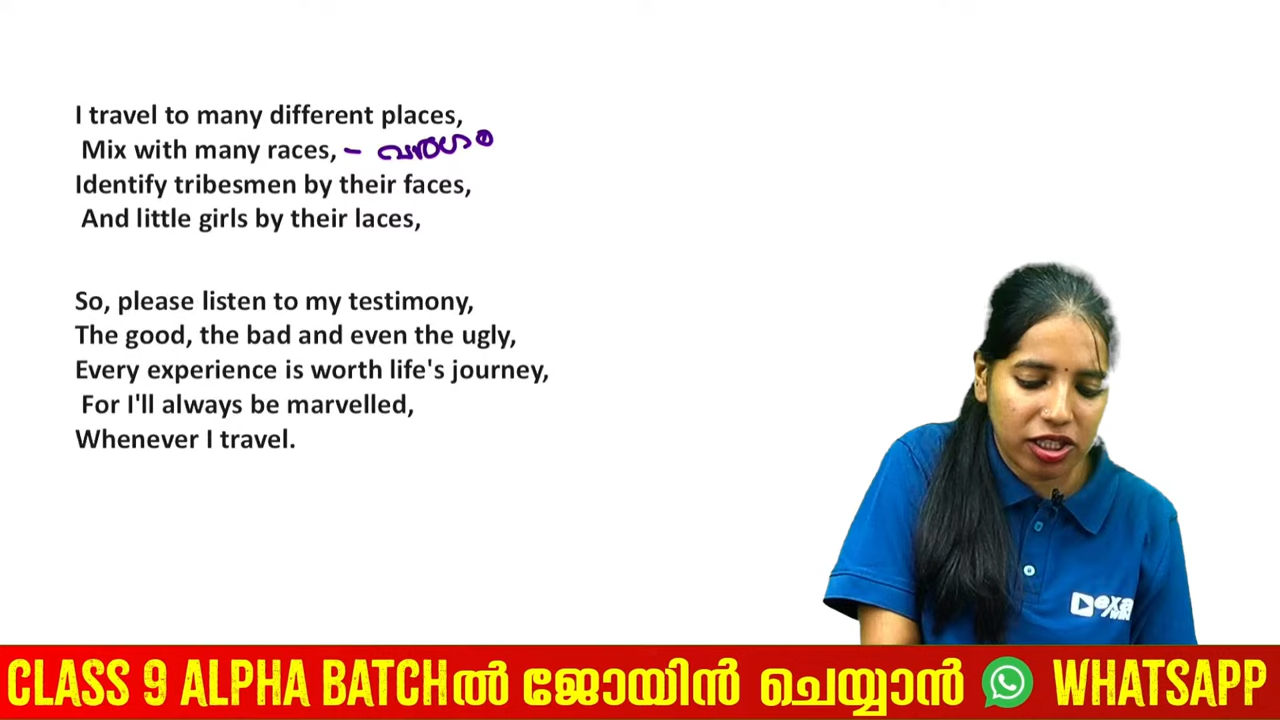 I travel to many different places,
Mix with many races, - വർഗം
Identify tribesmen by their faces,
And little girls by their laces,
So, please listen to my testimony,
The good, the bad and even the ugly,
Every experience is worth life's journey,
For I'll always be marvelled,
Whenever I travel.
exa
CLASS 9 ALPHA BATCHൽ ജോയിൻ ചെയ്യാൻ WHATSAPP